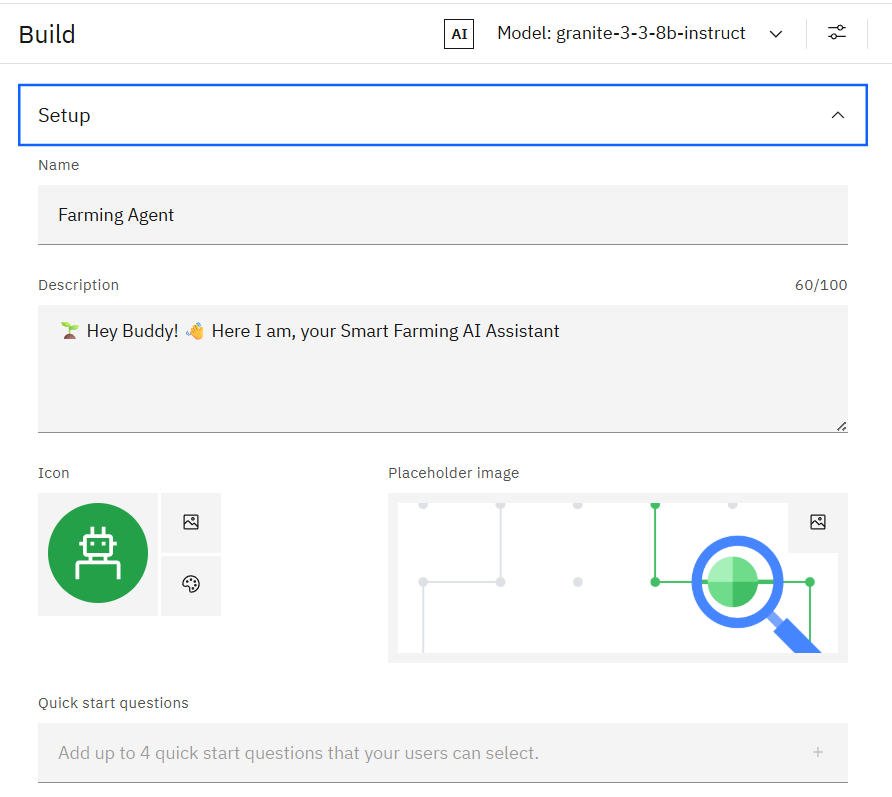 Build
AI Model: granite-3-3-8b-instruct
Setup
Name
Farming Agent
Description 60/100
🌱 Hey Buddy! 👋 Here I am, your Smart Farming AI Assistant
Icon Placeholder image
Quick start questions
Add up to 4 quick start questions that your users can select. +